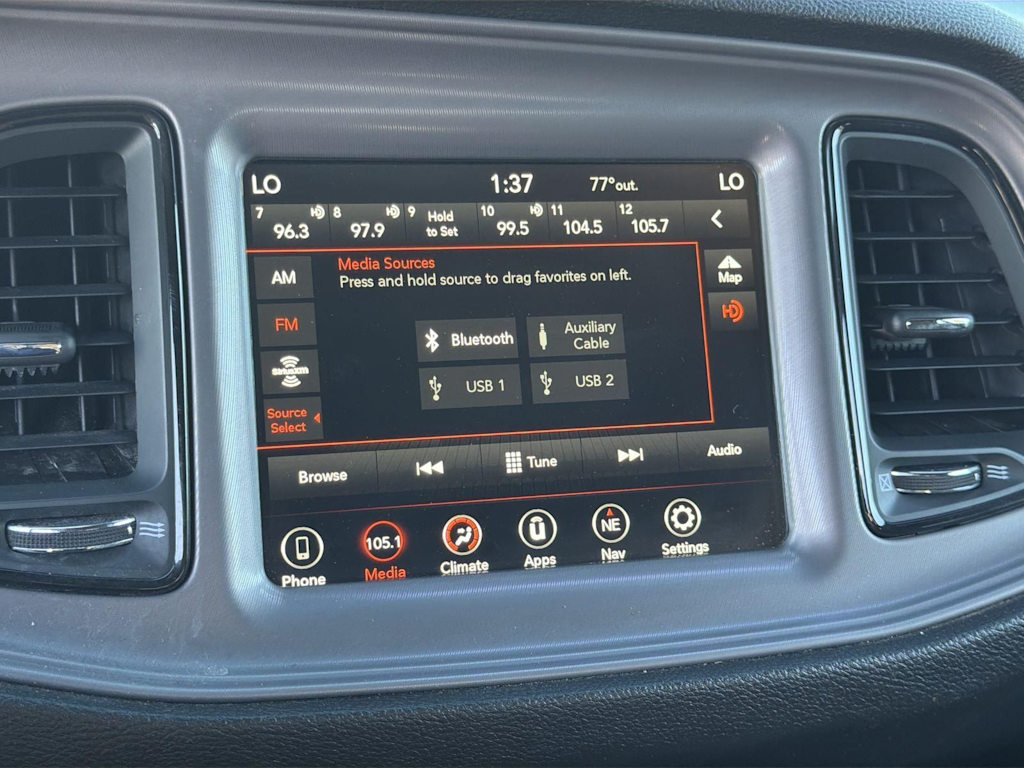 LO 1:37 77°out. LO
7 96.3 8 97.9 9 Hold to Set 10 99.5 11 104.5 12 105.7
Media Sources
Press and hold source to drag favorites on left.
AM
FM
SiriusXM
Source
Select
Bluetooth
Auxiliary
Cable
USB 1
USB 2
Map
HD
Browse
Tune
Audio
Phone
105.1
Media
Climate
Apps
NE
Nav
Settings